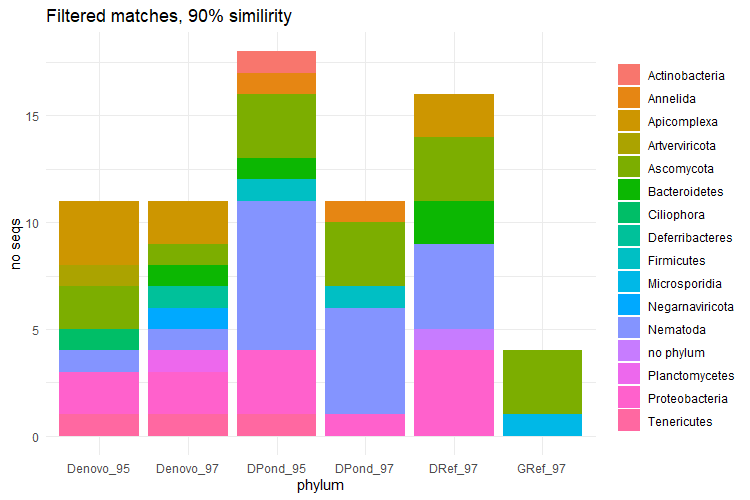 Filtered matches, 90% similirity
no seqs
15
10
5
0
Denovo_95 Denovo_97 DPond_95 DPond_97 DRef_97 GRef_97
phylum
Actinobacteria
Annelida
Apicomplexa
Artverviricota
Ascomycota
Bacteroidetes
Ciliophora
Deferribacteres
Firmicutes
Microsporidia
Negarnaviricota
Nematoda
no phylum
Planctomycetes
Proteobacteria
Tenericutes